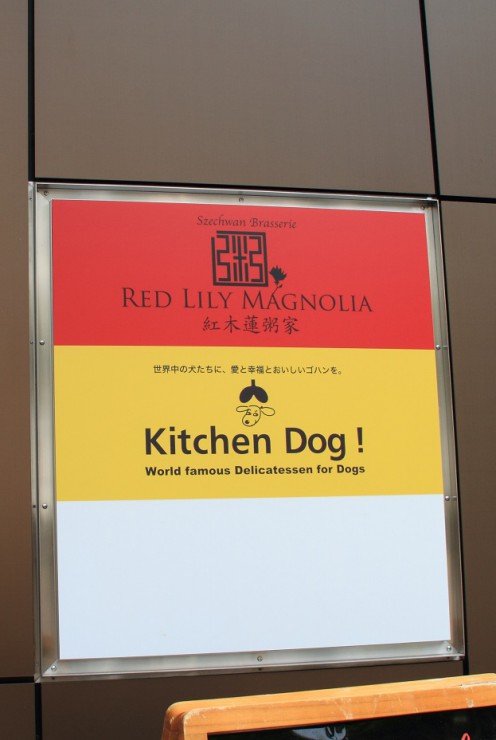 Szechwan Brasserie
粥
RED LILY MAGNOLIA
紅木蓮粥家
世界中の犬たちに、愛と幸福とおいしいゴハンを。
Kitchen Dog !
World famous Delicatessen for Dogs